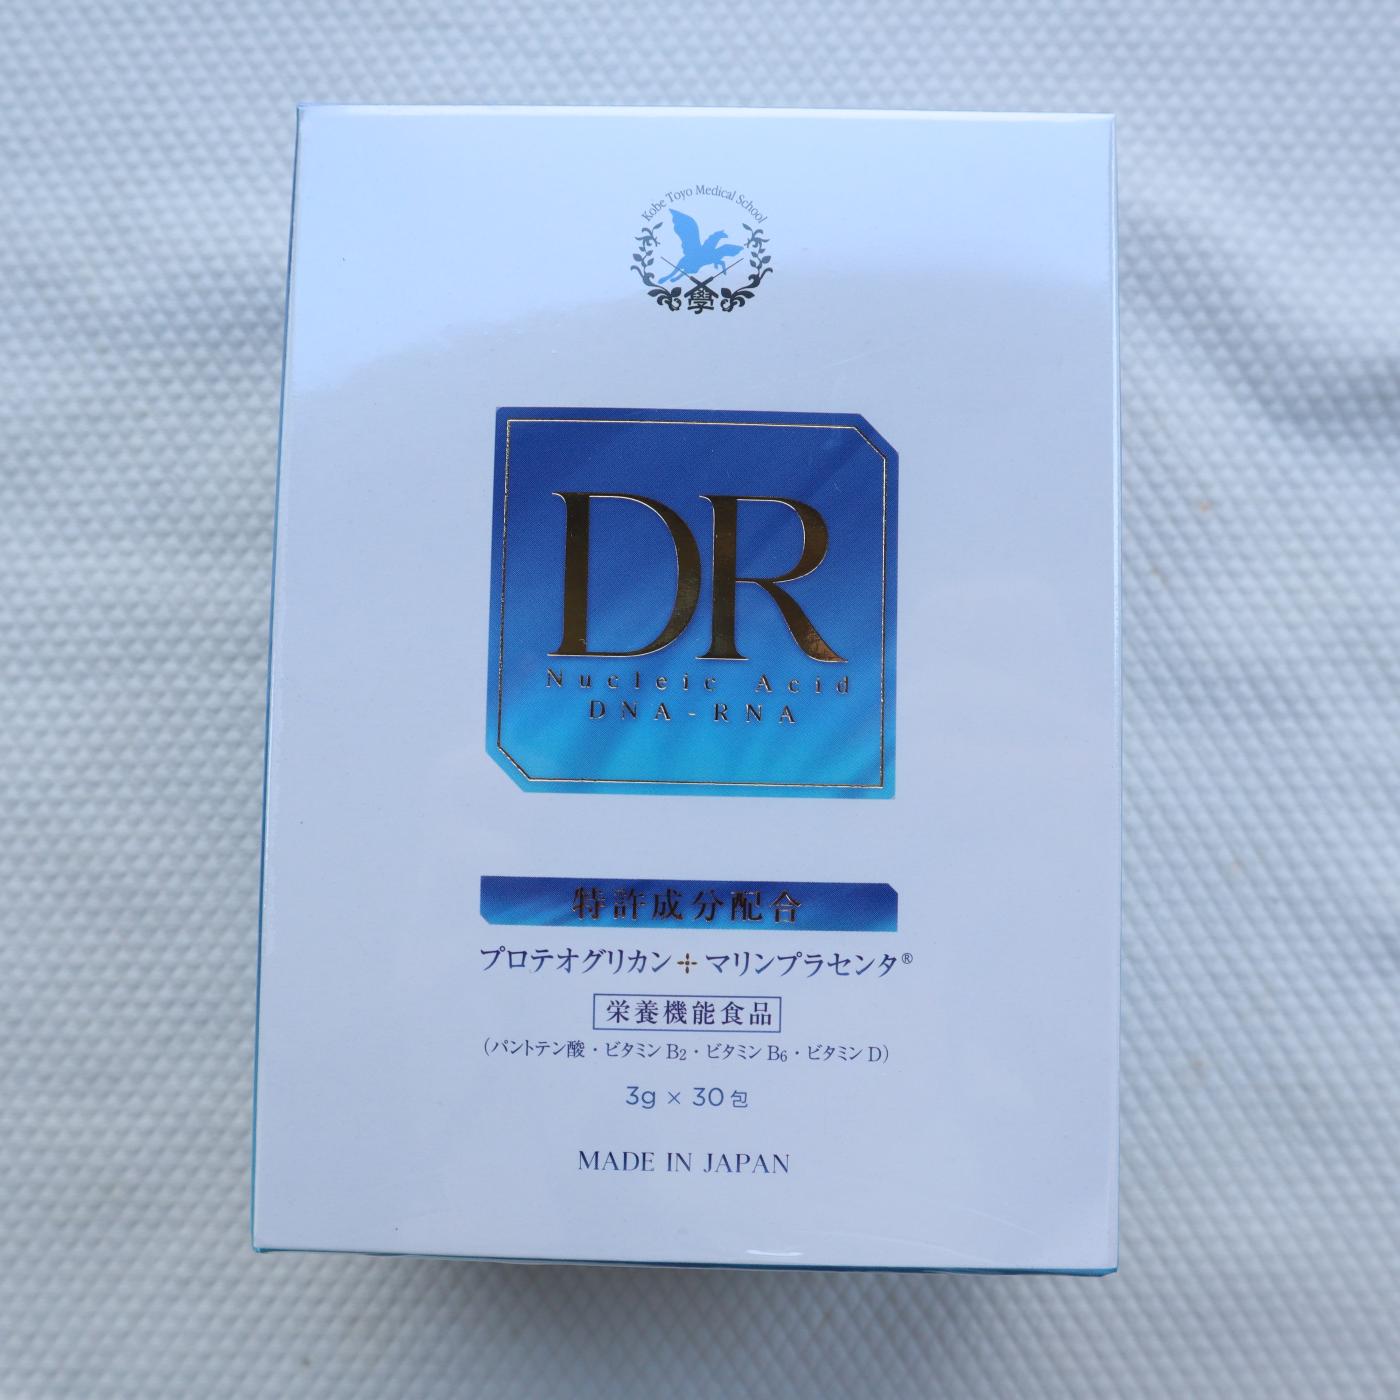 Kobe Toyo Medical School
學
DR
Nucleic Acid
DNA-RNA
特許成分配合
プロテオグリカン＋マリンプラセンタ®
栄養機能食品
（パントテン酸・ビタミンB2・ビタミンB6・ビタミンD）
3g × 30包
MADE IN JAPAN